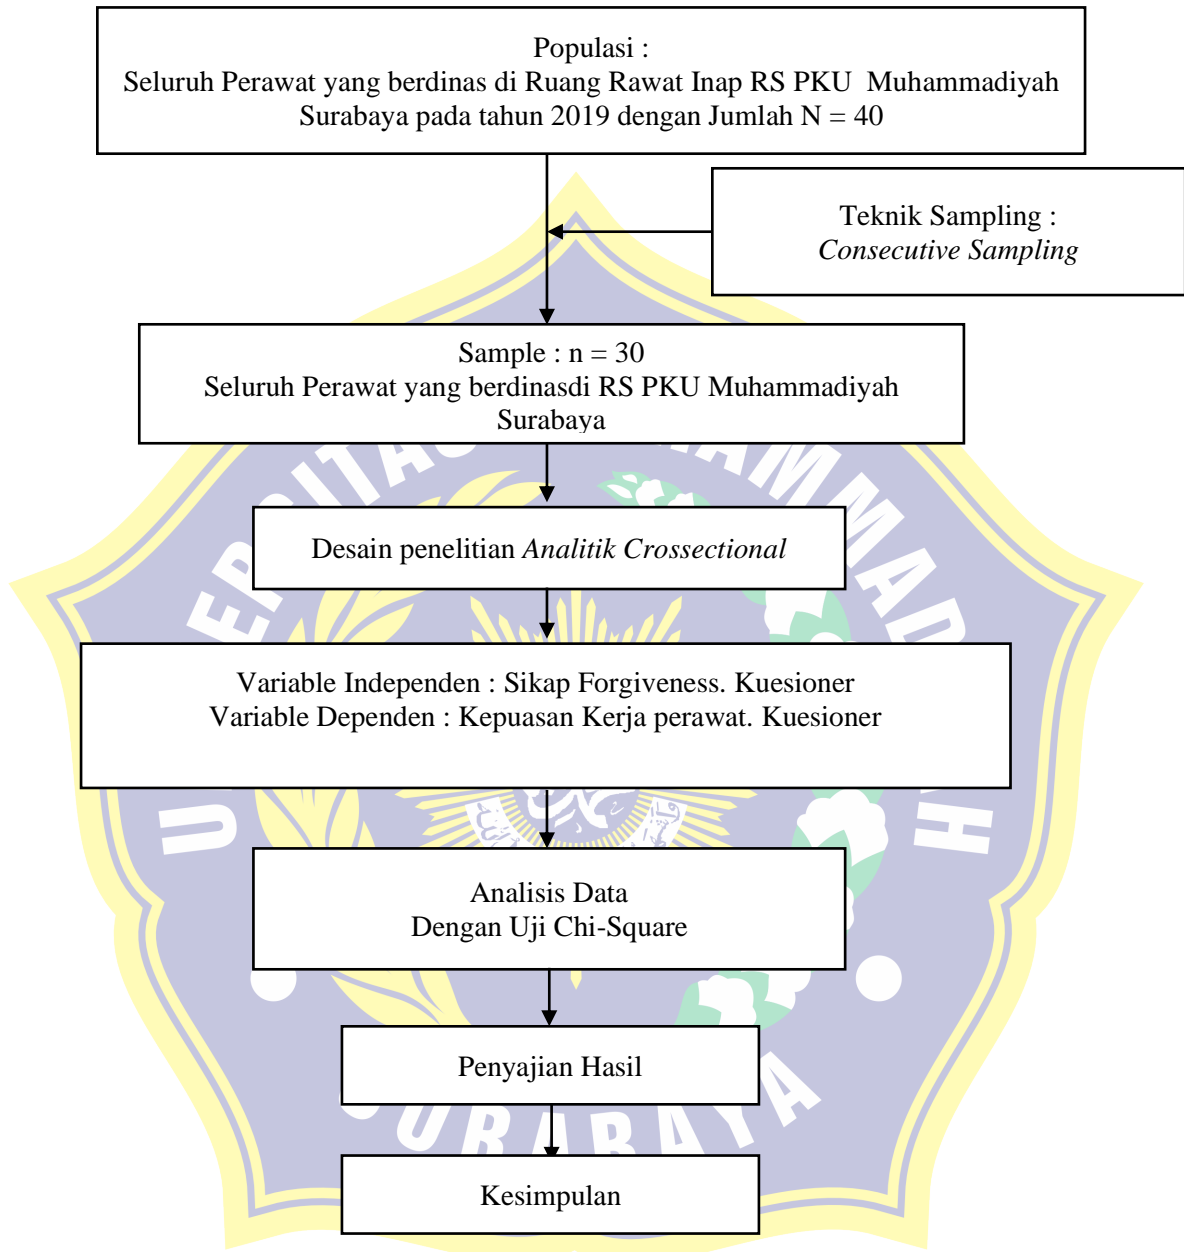 Populasi :
Seluruh Perawat yang berdinas di Ruang Rawat Inap RS PKU Muhammadiyah
Surabaya pada tahun 2019 dengan Jumlah N = 40
Teknik Sampling :
Consecutive Sampling
Sample : n = 30
Seluruh Perawat yang berdinasdi RS PKU Muhammadiyah
Surabaya
Desain penelitian Analitik Crossectional
Variable Independen : Sikap Forgiveness. Kuesioner
Variable Dependen : Kepuasan Kerja perawat. Kuesioner
Analisis Data
Dengan Uji Chi-Square
Penyajian Hasil
SURABAYA
Kesimpulan